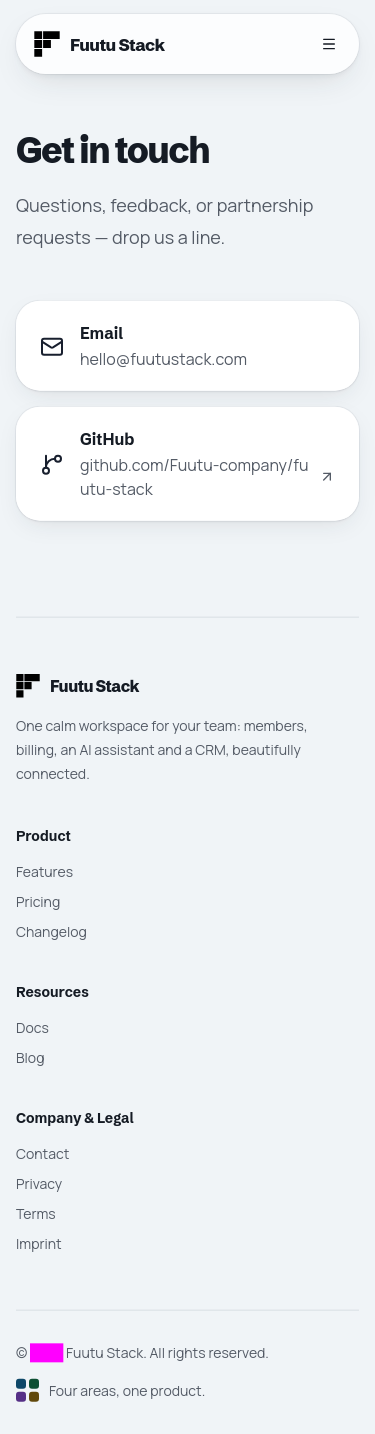 Fuutu Stack
Get in touch
Questions, feedback, or partnership
requests — drop us a line.
Email
hello@fuutustack.com
GitHub
github.com/Fuutu-company/fu
utu-stack
Fuutu Stack
One calm workspace for your team: members,
billing, an AI assistant and a CRM, beautifully
connected.
Product
Features
Pricing
Changelog
Resources
Docs
Blog
Company & Legal
Contact
Privacy
Terms
Imprint
© Fuutu Stack. All rights reserved.
Four areas, one product.